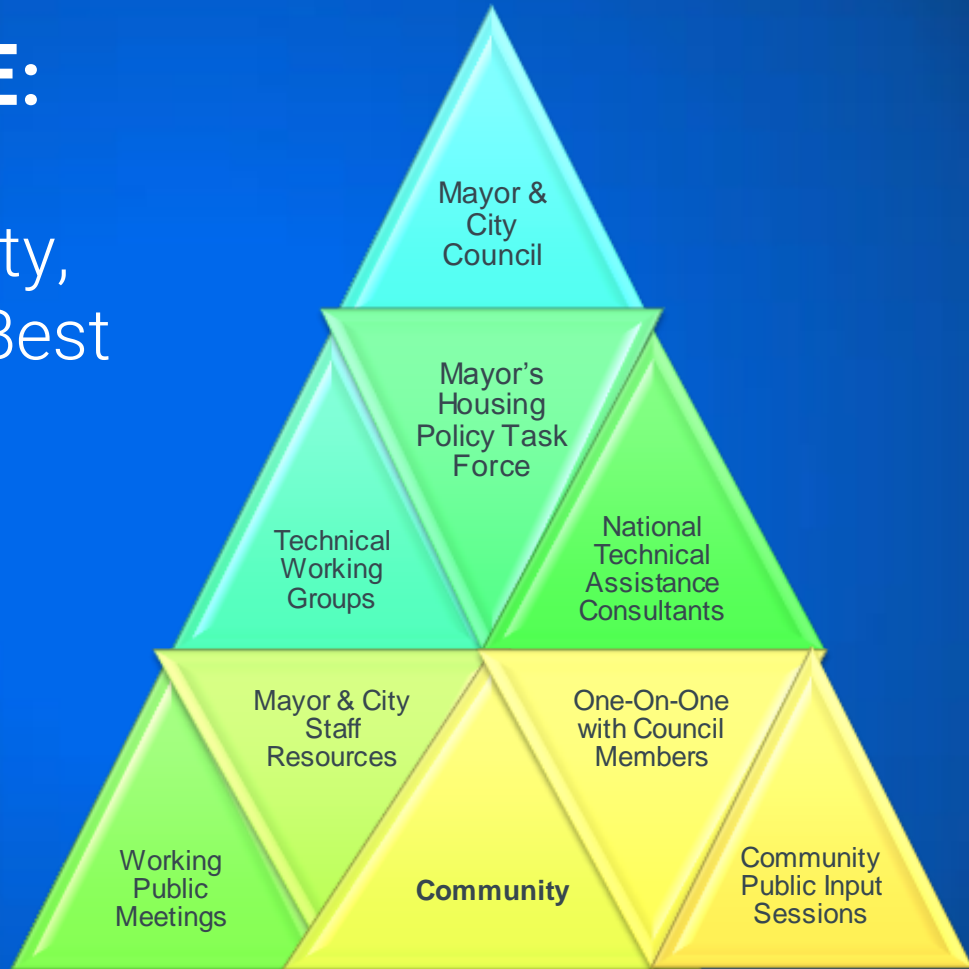 E:
ty,
Best
Mayor &
City
Council
Mayor’s
Housing
Policy Task
Force
Technical
Working
Groups
National
Technical
Assistance
Consultants
Mayor & City
Staff
Resources
One-On-One
with Council
Members
Working
Public
Meetings
Community
Community
Public Input
Sessions